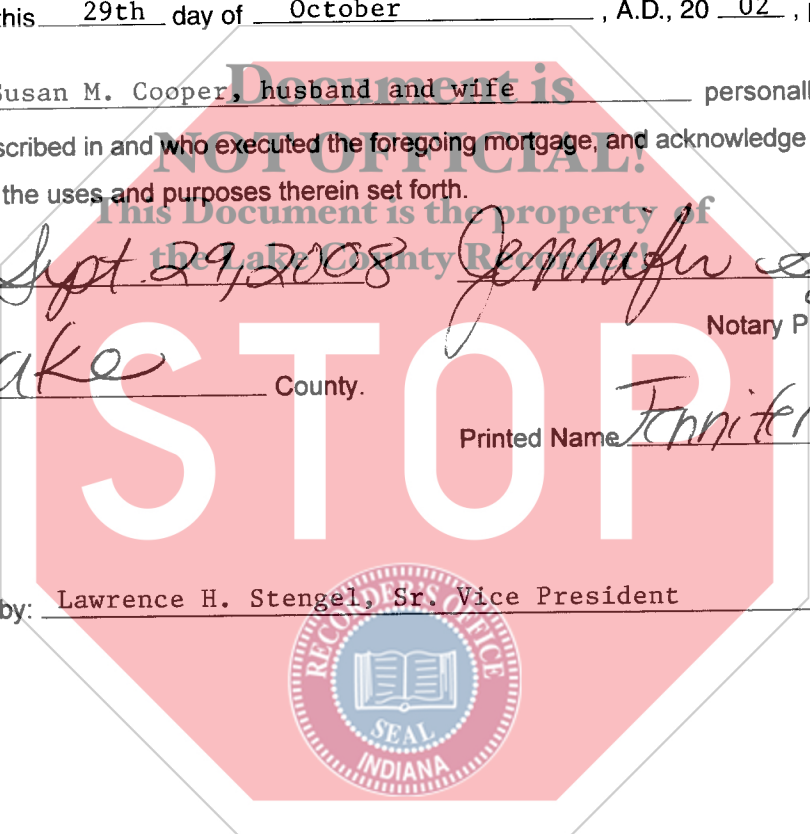 this 29th day of October , A.D., 20 02 ,
Document is
Susan M. Cooper, husband and wife personall
NOT OFFICIAL!
scribed in and who executed the foregoing mortgage, and acknowledge
the uses and purposes therein set forth.
This Document is the property of
the Lake County Recorder!
Sept. 29, 2008 Jennifer
Notary P
ake County.
STOP
Printed Name Jennifer
by: Lawrence H. Stengel, Sr. Vice President
RECORDER'S OFFICE
SEAL
INDIANA